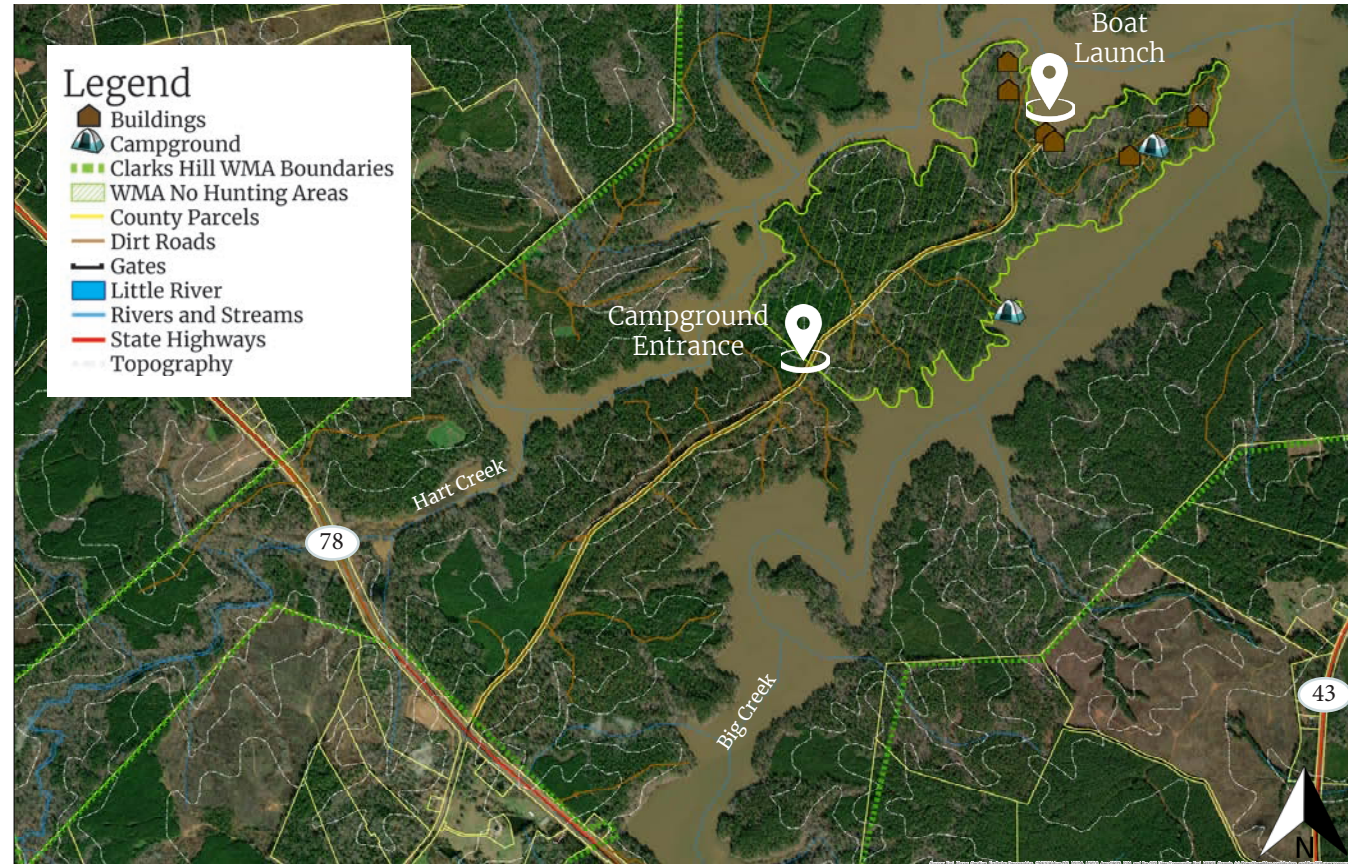 Legend
Buildings
Campground
Clarks Hill WMA Boundaries
WMA No Hunting Areas
County Parcels
Dirt Roads
Gates
Little River
Rivers and Streams
State Highways
Topography
Boat
Launch
Campground
Entrance
Hart Creek
78
43
Big Creek
N